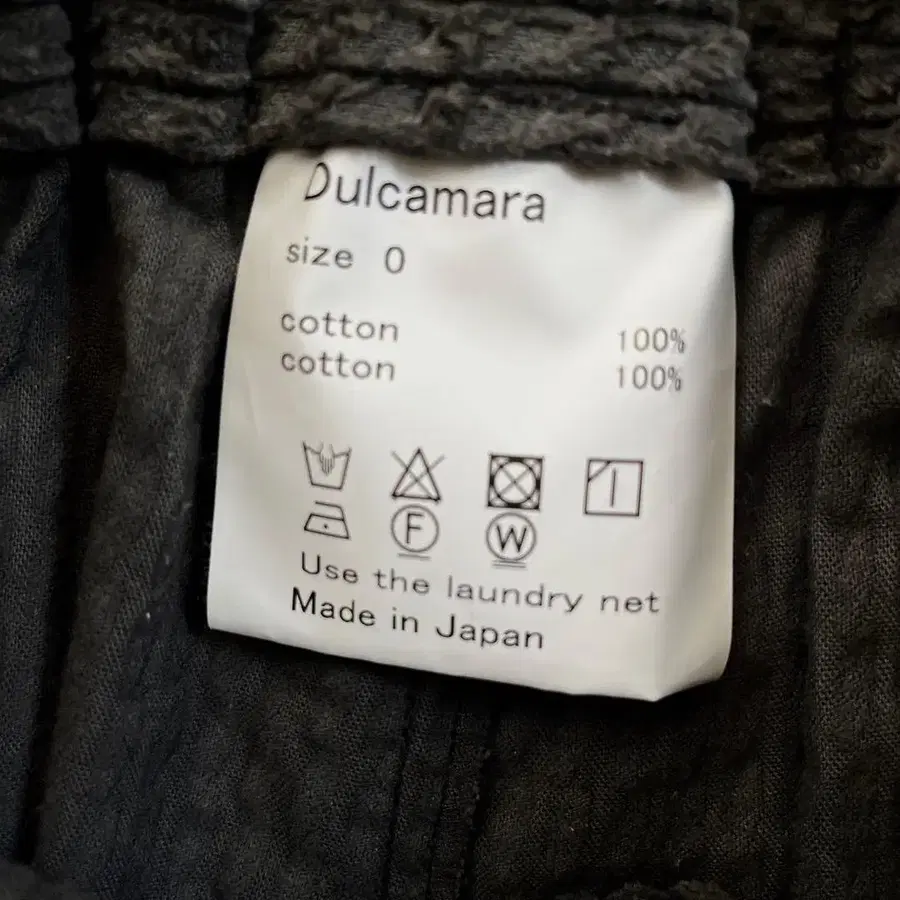 Dulcamara
size 0
cotton 100%
cotton 100%
F W
Use the laundry net
Made in Japan